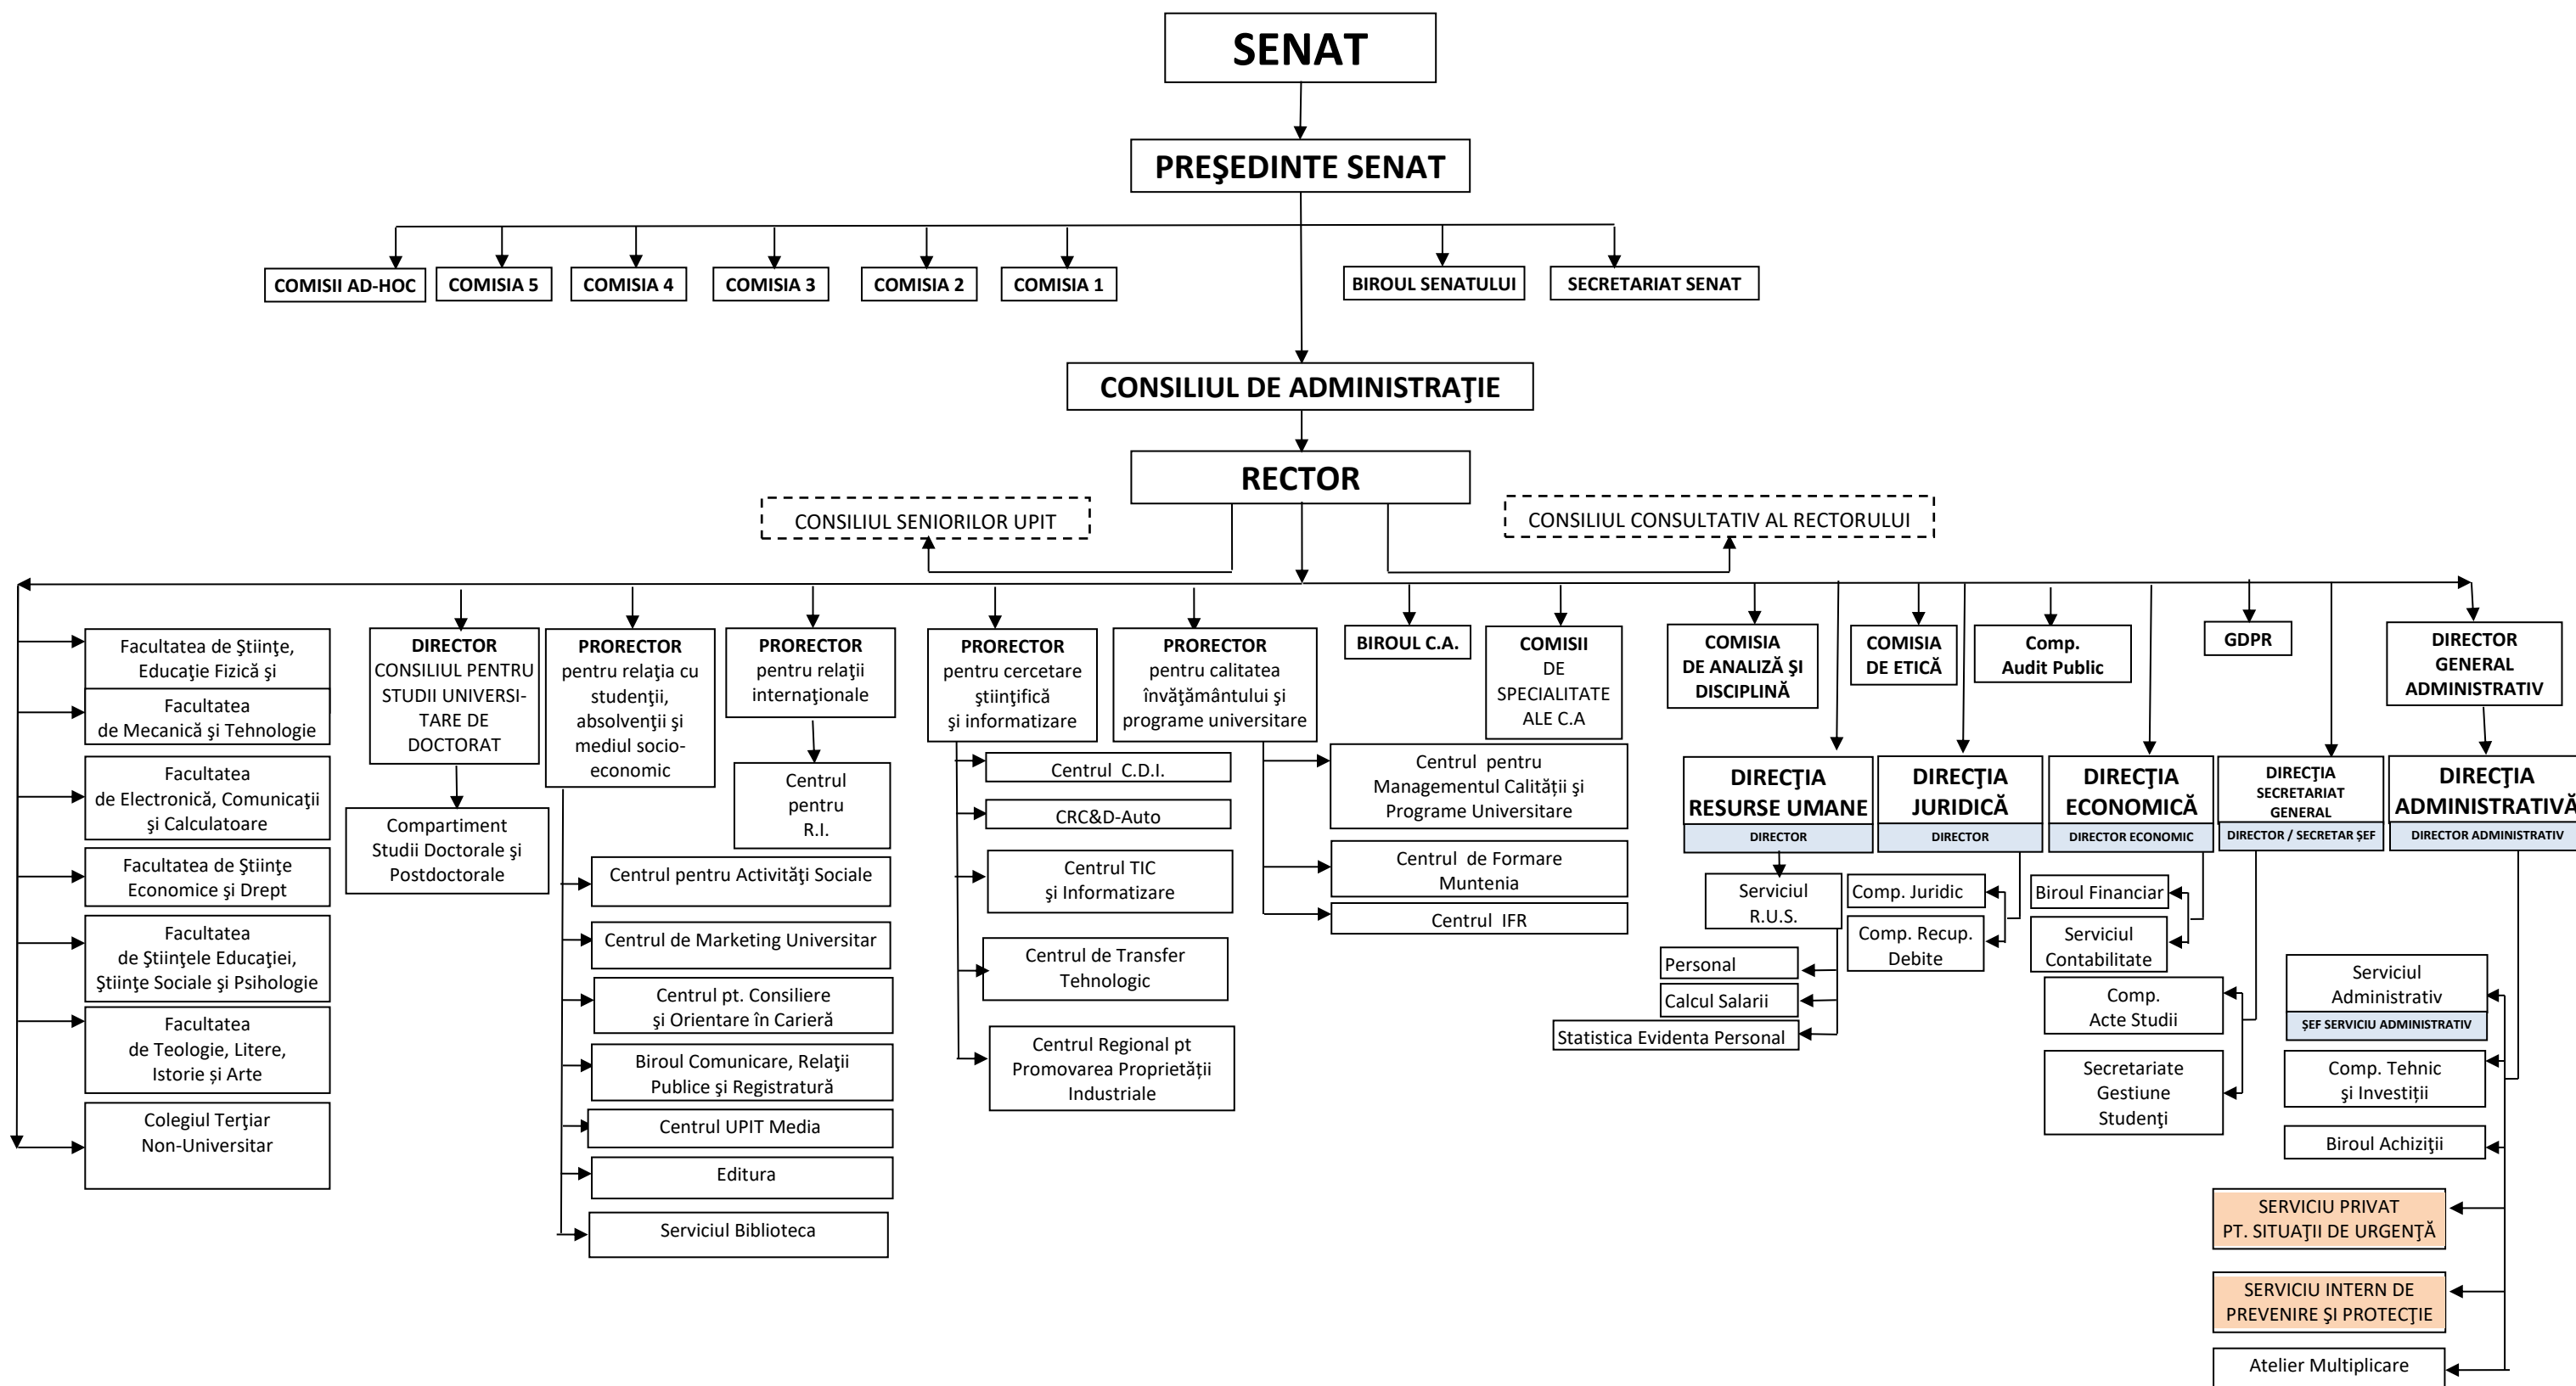 SENAT
PREŞEDINTE SENAT
COMISII AD-HOC
COMISIA 5
COMISIA 4
COMISIA 3
COMISIA 2
COMISIA 1
BIROUL SENATULUI
SECRETARIAT SENAT
CONSILIUL DE ADMINISTRAŢIE
RECTOR
CONSILIUL SENIORILOR UPIT
CONSILIUL CONSULTATIV AL RECTORULUI
Facultatea de Ştiinţe,
Educaţie Fizică şi
Facultatea
de Mecanică şi Tehnologie
Facultatea
de Electronică, Comunicaţii
şi Calculatoare
Facultatea de Ştiinţe
Economice şi Drept
Facultatea
de Ştiinţele Educaţiei,
Ştiinţe Sociale şi Psihologie
Facultatea
de Teologie, Litere,
Istorie și Arte
Colegiul Terţiar
Non-Universitar
DIRECTOR
CONSILIUL PENTRU
STUDII UNIVERSI-
TARE DE
DOCTORAT
Compartiment
Studii Doctorale şi
Postdoctorale
PRORECTOR
pentru relaţia cu
studenţii,
absolvenţii şi
mediul socio-
economic
Centrul pentru Activităţi Sociale
Centrul de Marketing Universitar
Centrul pt. Consiliere
şi Orientare în Carieră
Biroul Comunicare, Relaţii
Publice şi Registratură
Centrul UPIT Media
Editura
Serviciul Biblioteca
PRORECTOR
pentru relaţii
internaţionale
Centrul
pentru
R.I.
PRORECTOR
pentru cercetare
ştiinţifică
şi informatizare
Centrul C.D.I.
CRC&D-Auto
Centrul TIC
şi Informatizare
Centrul de Transfer
Tehnologic
Centrul Regional pt
Promovarea Proprietății
Industriale
PRORECTOR
pentru calitatea
învăţământului şi
programe universitare
Centrul pentru
Managementul Calității şi
Programe Universitare
Centrul de Formare
Muntenia
Centrul IFR
BIROUL C.A.
COMISII
DE
SPECIALITATE
ALE C.A
COMISIA
DE ANALIZĂ ŞI
DISCIPLINĂ
COMISIA
DE ETICĂ
Comp.
Audit Public
GDPR
DIRECTOR
GENERAL
ADMINISTRATIV
DIRECŢIA
RESURSE UMANE
DIRECTOR
Serviciul
R.U.S.
Personal
Calcul Salarii
Statistica Evidenta Personal
DIRECŢIA
JURIDICĂ
DIRECTOR
Comp. Juridic
Comp. Recup.
Debite
DIRECŢIA
ECONOMICĂ
DIRECTOR ECONOMIC
Biroul Financiar
Serviciul
Contabilitate
DIRECŢIA
SECRETARIAT
GENERAL
DIRECTOR / SECRETAR ŞEF
Comp.
Acte Studii
Secretariate
Gestiune
Studenţi
DIRECŢIA
ADMINISTRATIVĂ
DIRECTOR ADMINISTRATIV
Serviciul
Administrativ
ŞEF SERVICIU ADMINISTRATIV
Comp. Tehnic
şi Investiții
Biroul Achiziţii
SERVICIU PRIVAT
PT. SITUAŢII DE URGENŢĂ
SERVICIU INTERN DE
PREVENIRE ŞI PROTECŢIE
Atelier Multiplicare